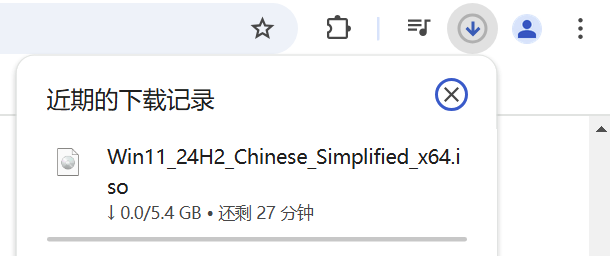 近期的下载记录
Win11_24H2_Chinese_Simplified_x64.i
so
↓ 0.0/5.4 GB • 还剩 27 分钟